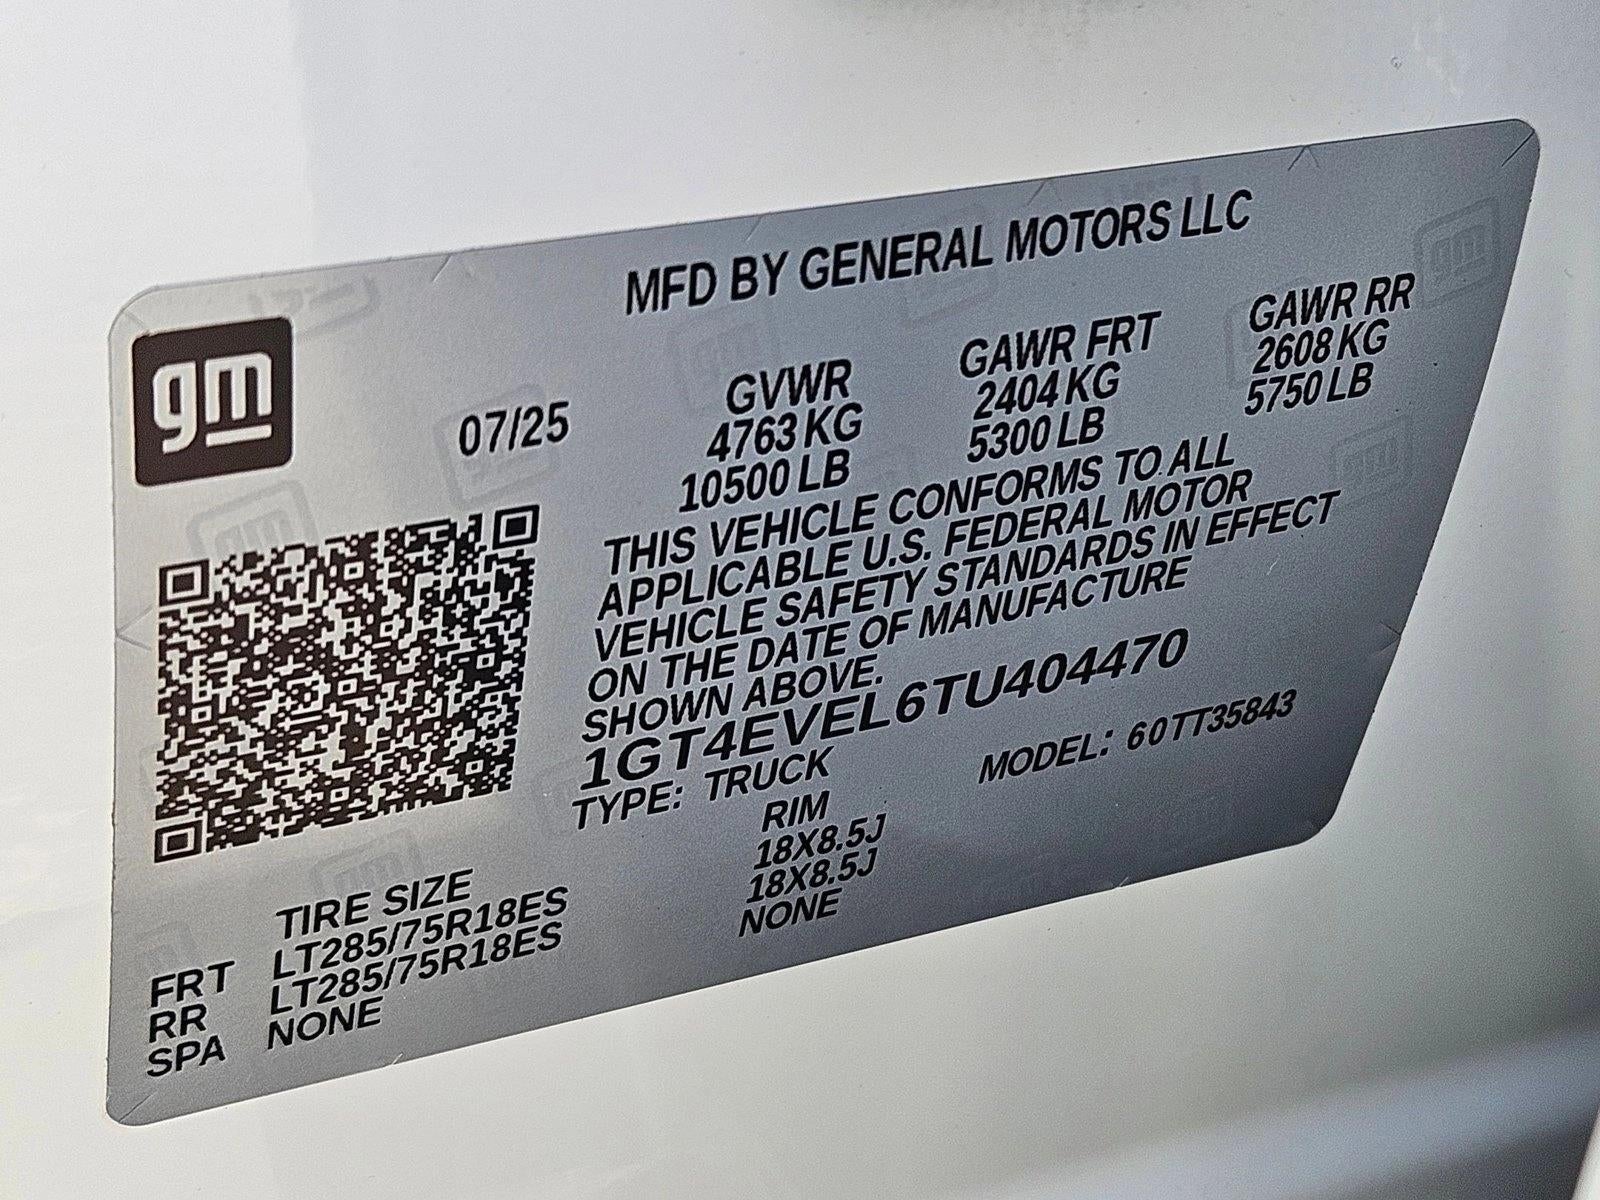 MFD BY GENERAL MOTORS LLC
gm
07/25
GVWR
4763 KG
10500 LB
GAWR FRT
2404 KG
5300 LB
GAWR RR
2608 KG
5750 LB
THIS VEHICLE CONFORMS TO ALL
APPLICABLE U.S. FEDERAL MOTOR
VEHICLE SAFETY STANDARDS IN EFFECT
ON THE DATE OF MANUFACTURE
SHOWN ABOVE.
1GT4EVEL6TU404470
TYPE: TRUCK
MODEL: 60TT35843
TIRE SIZE RIM
FRT LT285/75R18ES 18X8.5J
RR LT285/75R18ES 18X8.5J
SPA NONE NONE